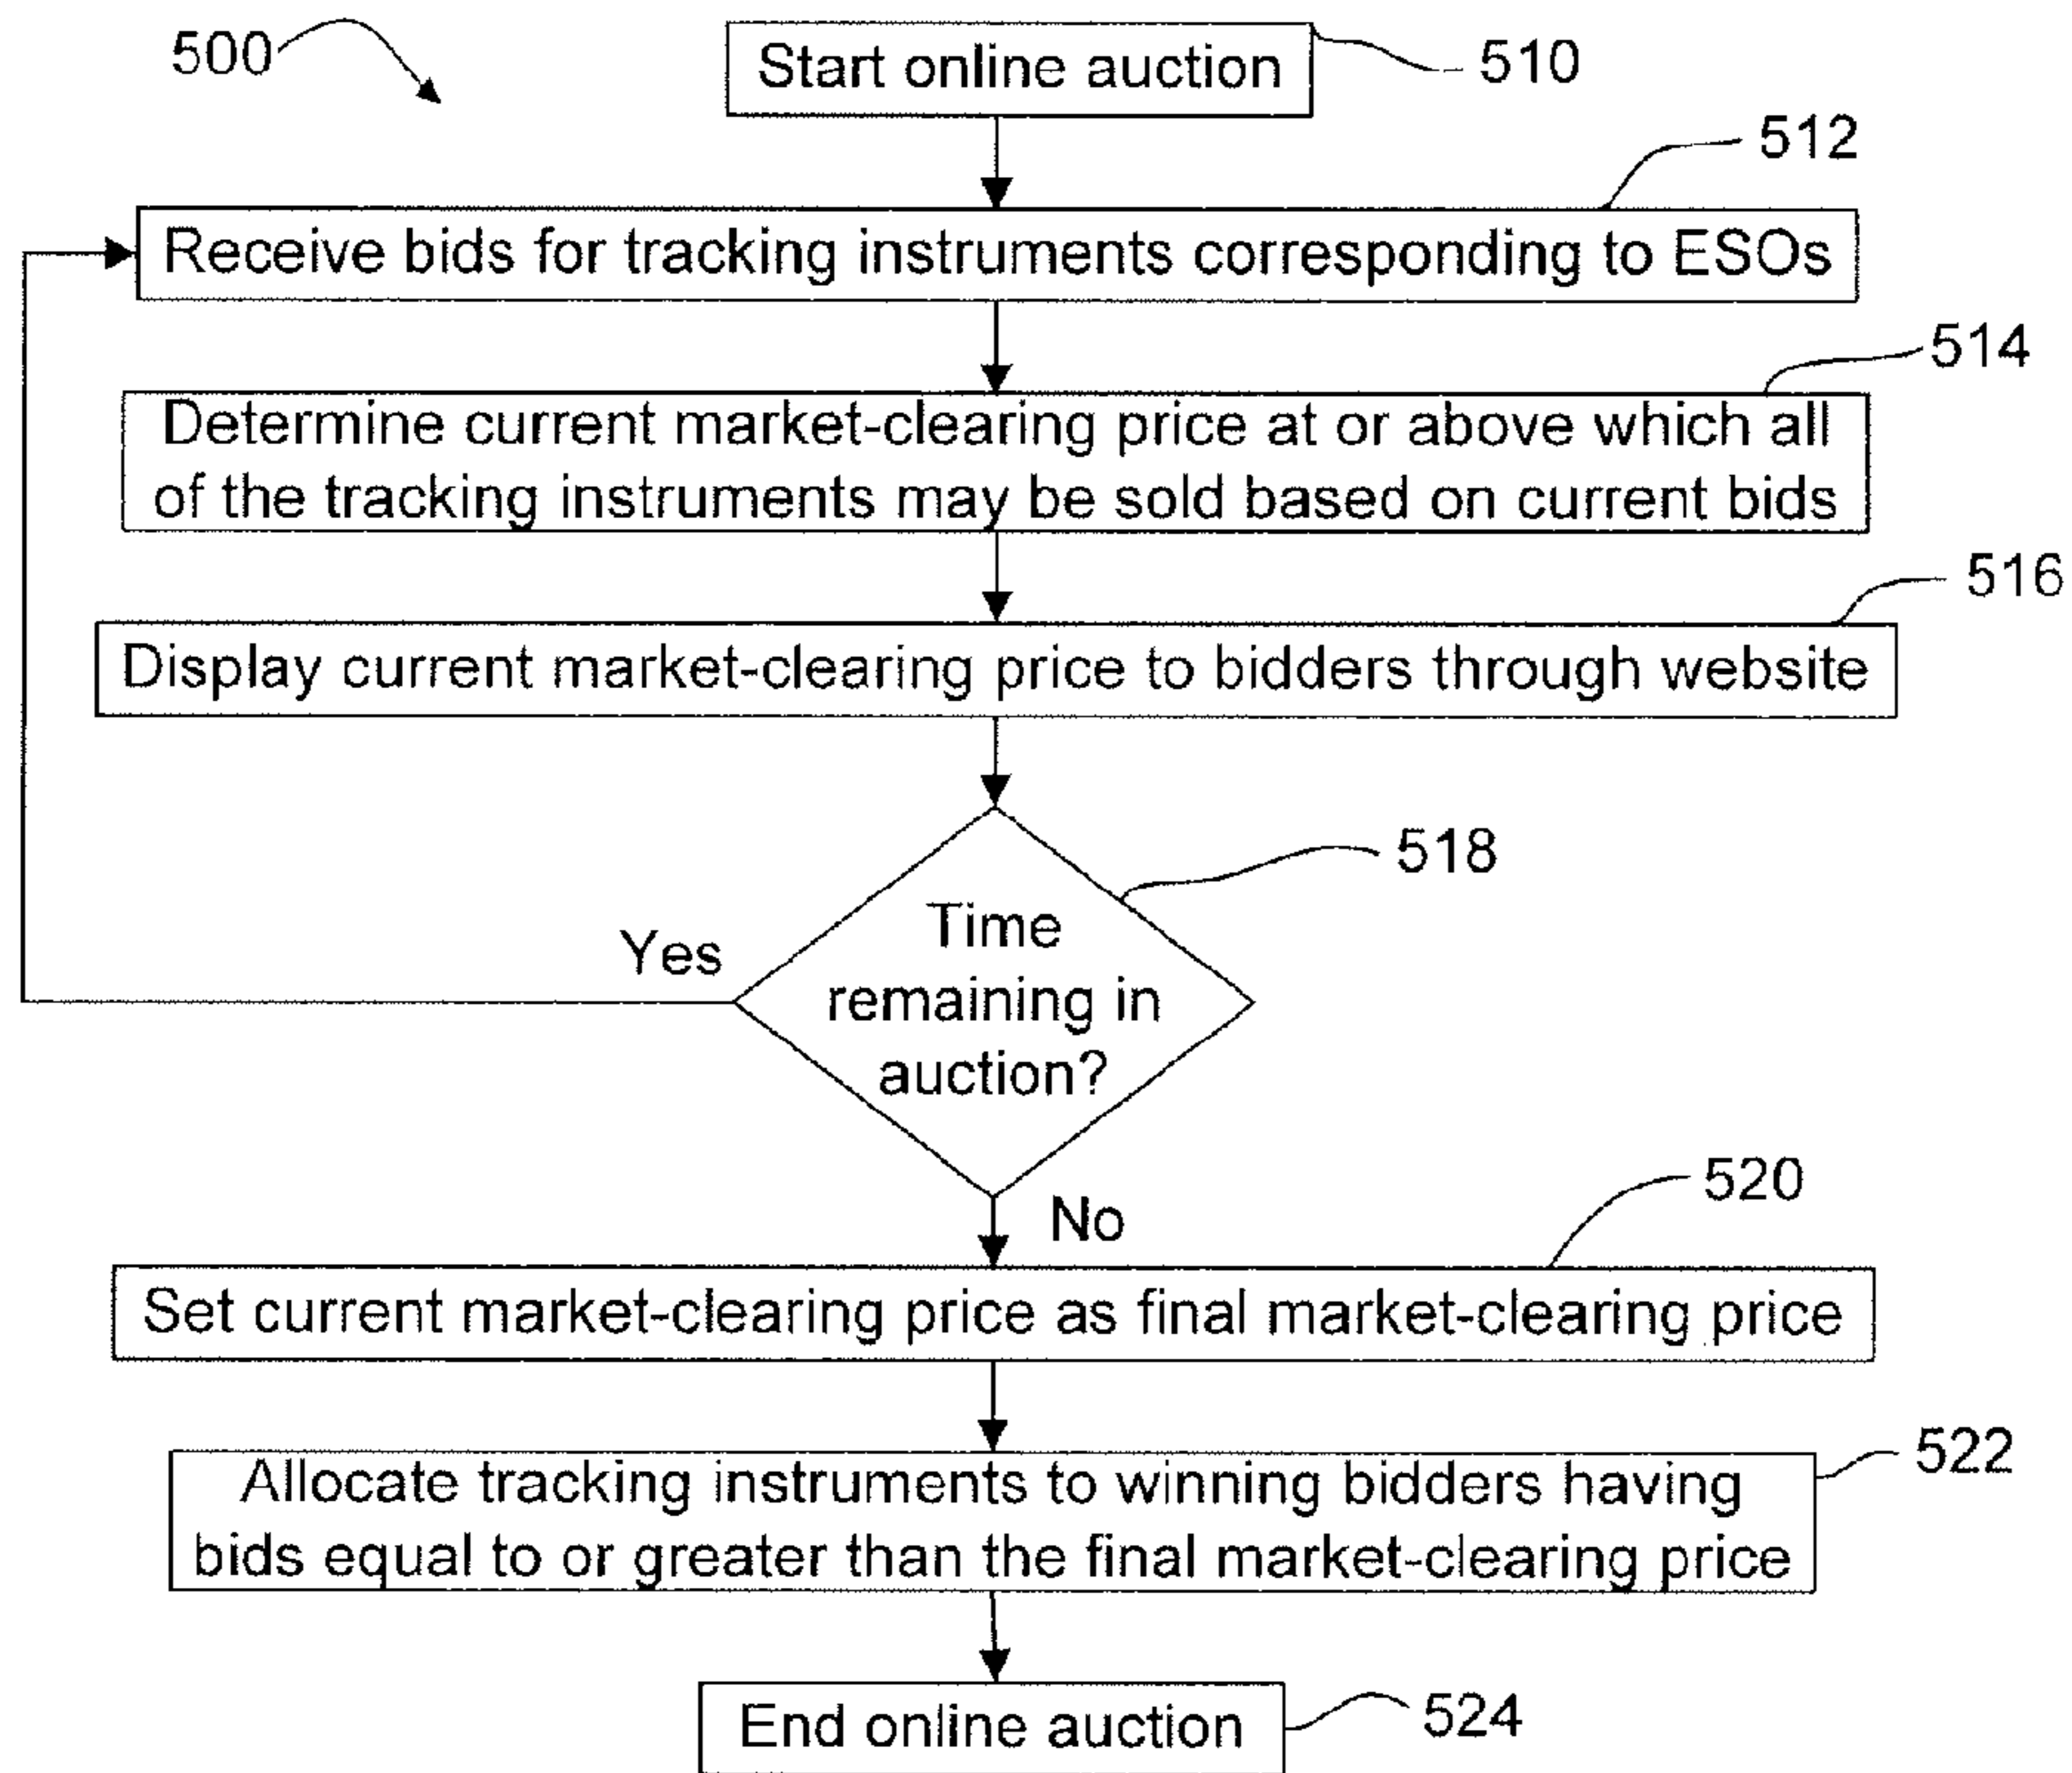 500
Start online auction
510
512
Receive bids for tracking instruments corresponding to ESOs
514
Determine current market-clearing price at or above which all
of the tracking instruments may be sold based on current bids
516
Display current market-clearing price to bidders through website
518
Time
remaining in
auction?
Yes
No
520
Set current market-clearing price as final market-clearing price
522
Allocate tracking instruments to winning bidders having
bids equal to or greater than the final market-clearing price
End online auction
524